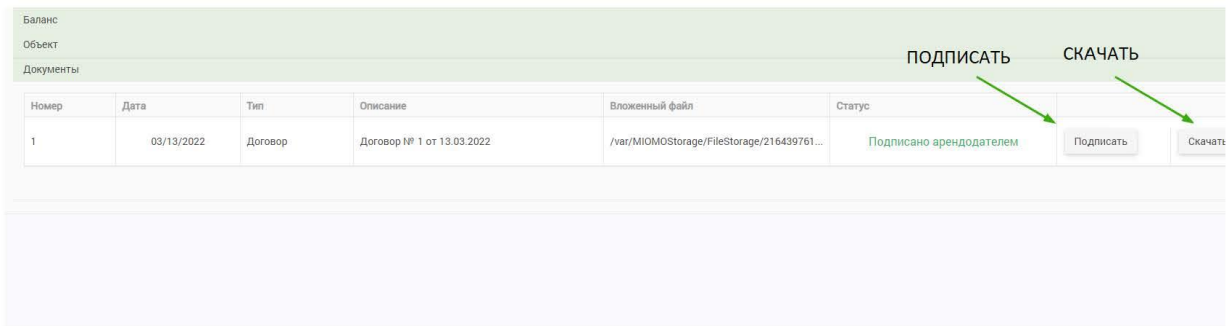 Баланс
Объект
Документы
ПОДПИСАТЬ СКАЧАТЬ
Номер Дата Тип Описание Вложенный файл Статус
1 03/13/2022 Договор Договор № 1 от 13.03.2022 /var/MIOMOStorage/FileStorage/216439761... Подписано арендодателем Подписать Скачать